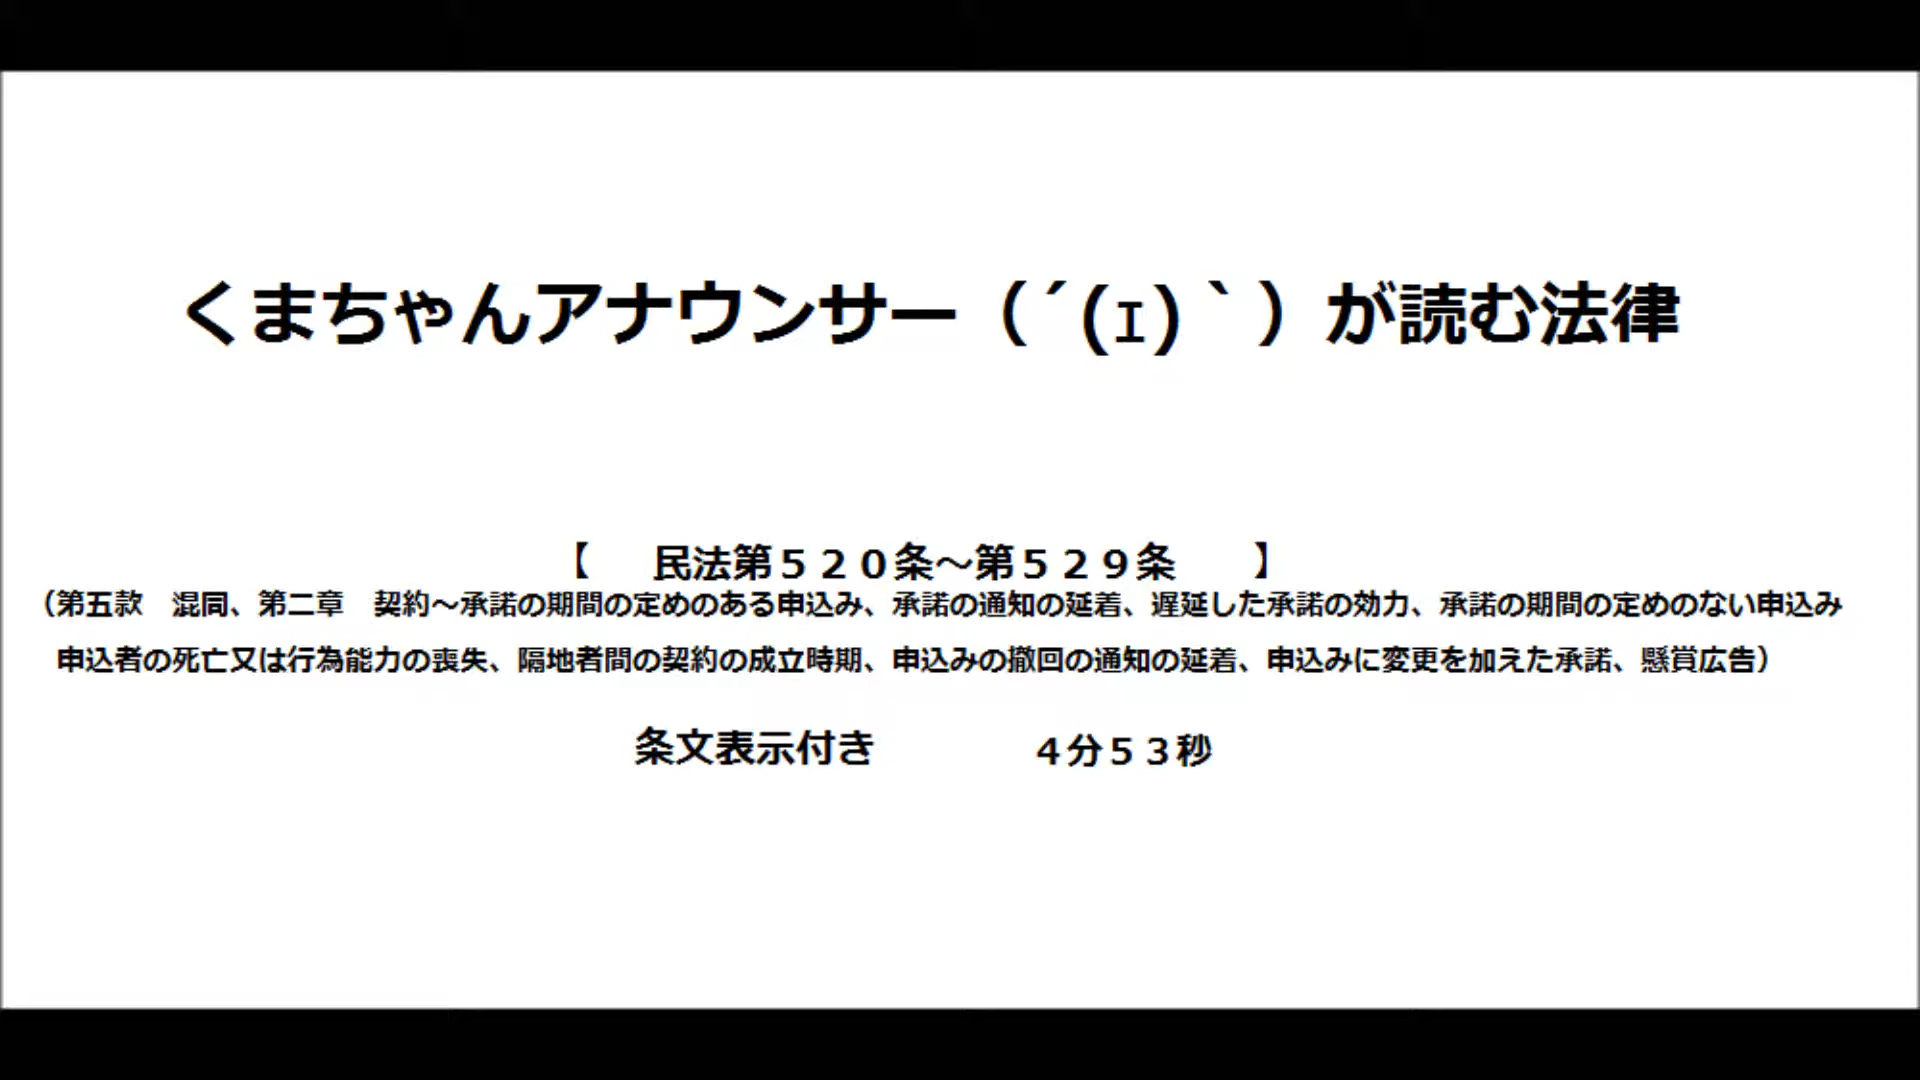 くまちゃんアナウンサー（´(ｪ)｀）が読む法律
【　民法第５２０条～第５２９条　】
（第五款　混同、第二章　契約～承諾の期間の定めのある申込み、承諾の通知の延着、遅延した承諾の効力、承諾の期間の定めのない申込み
申込者の死亡又は行為能力の喪失、隔地者間の契約の成立時期、申込みの撤回の通知の延着、申込みに変更を加えた承諾、懸賞広告）
条文表示付き　　　　４分５３秒